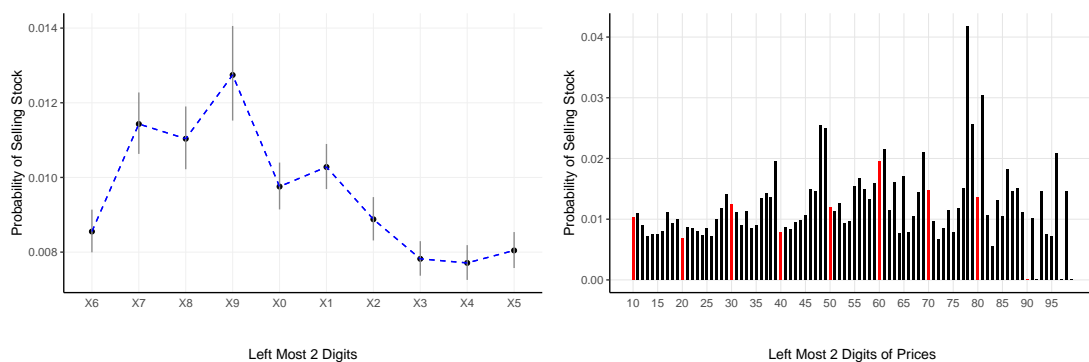 Probability of Selling Stock
0.014
0.012
0.010
0.008
X6 X7 X8 X9 X0 X1 X2 X3 X4 X5
Left Most 2 Digits
Probability of Selling Stock
0.04
0.03
0.02
0.01
0.00
10 15 20 25 30 35 40 45 50 55 60 65 70 75 80 85 90 95
Left Most 2 Digits of Prices